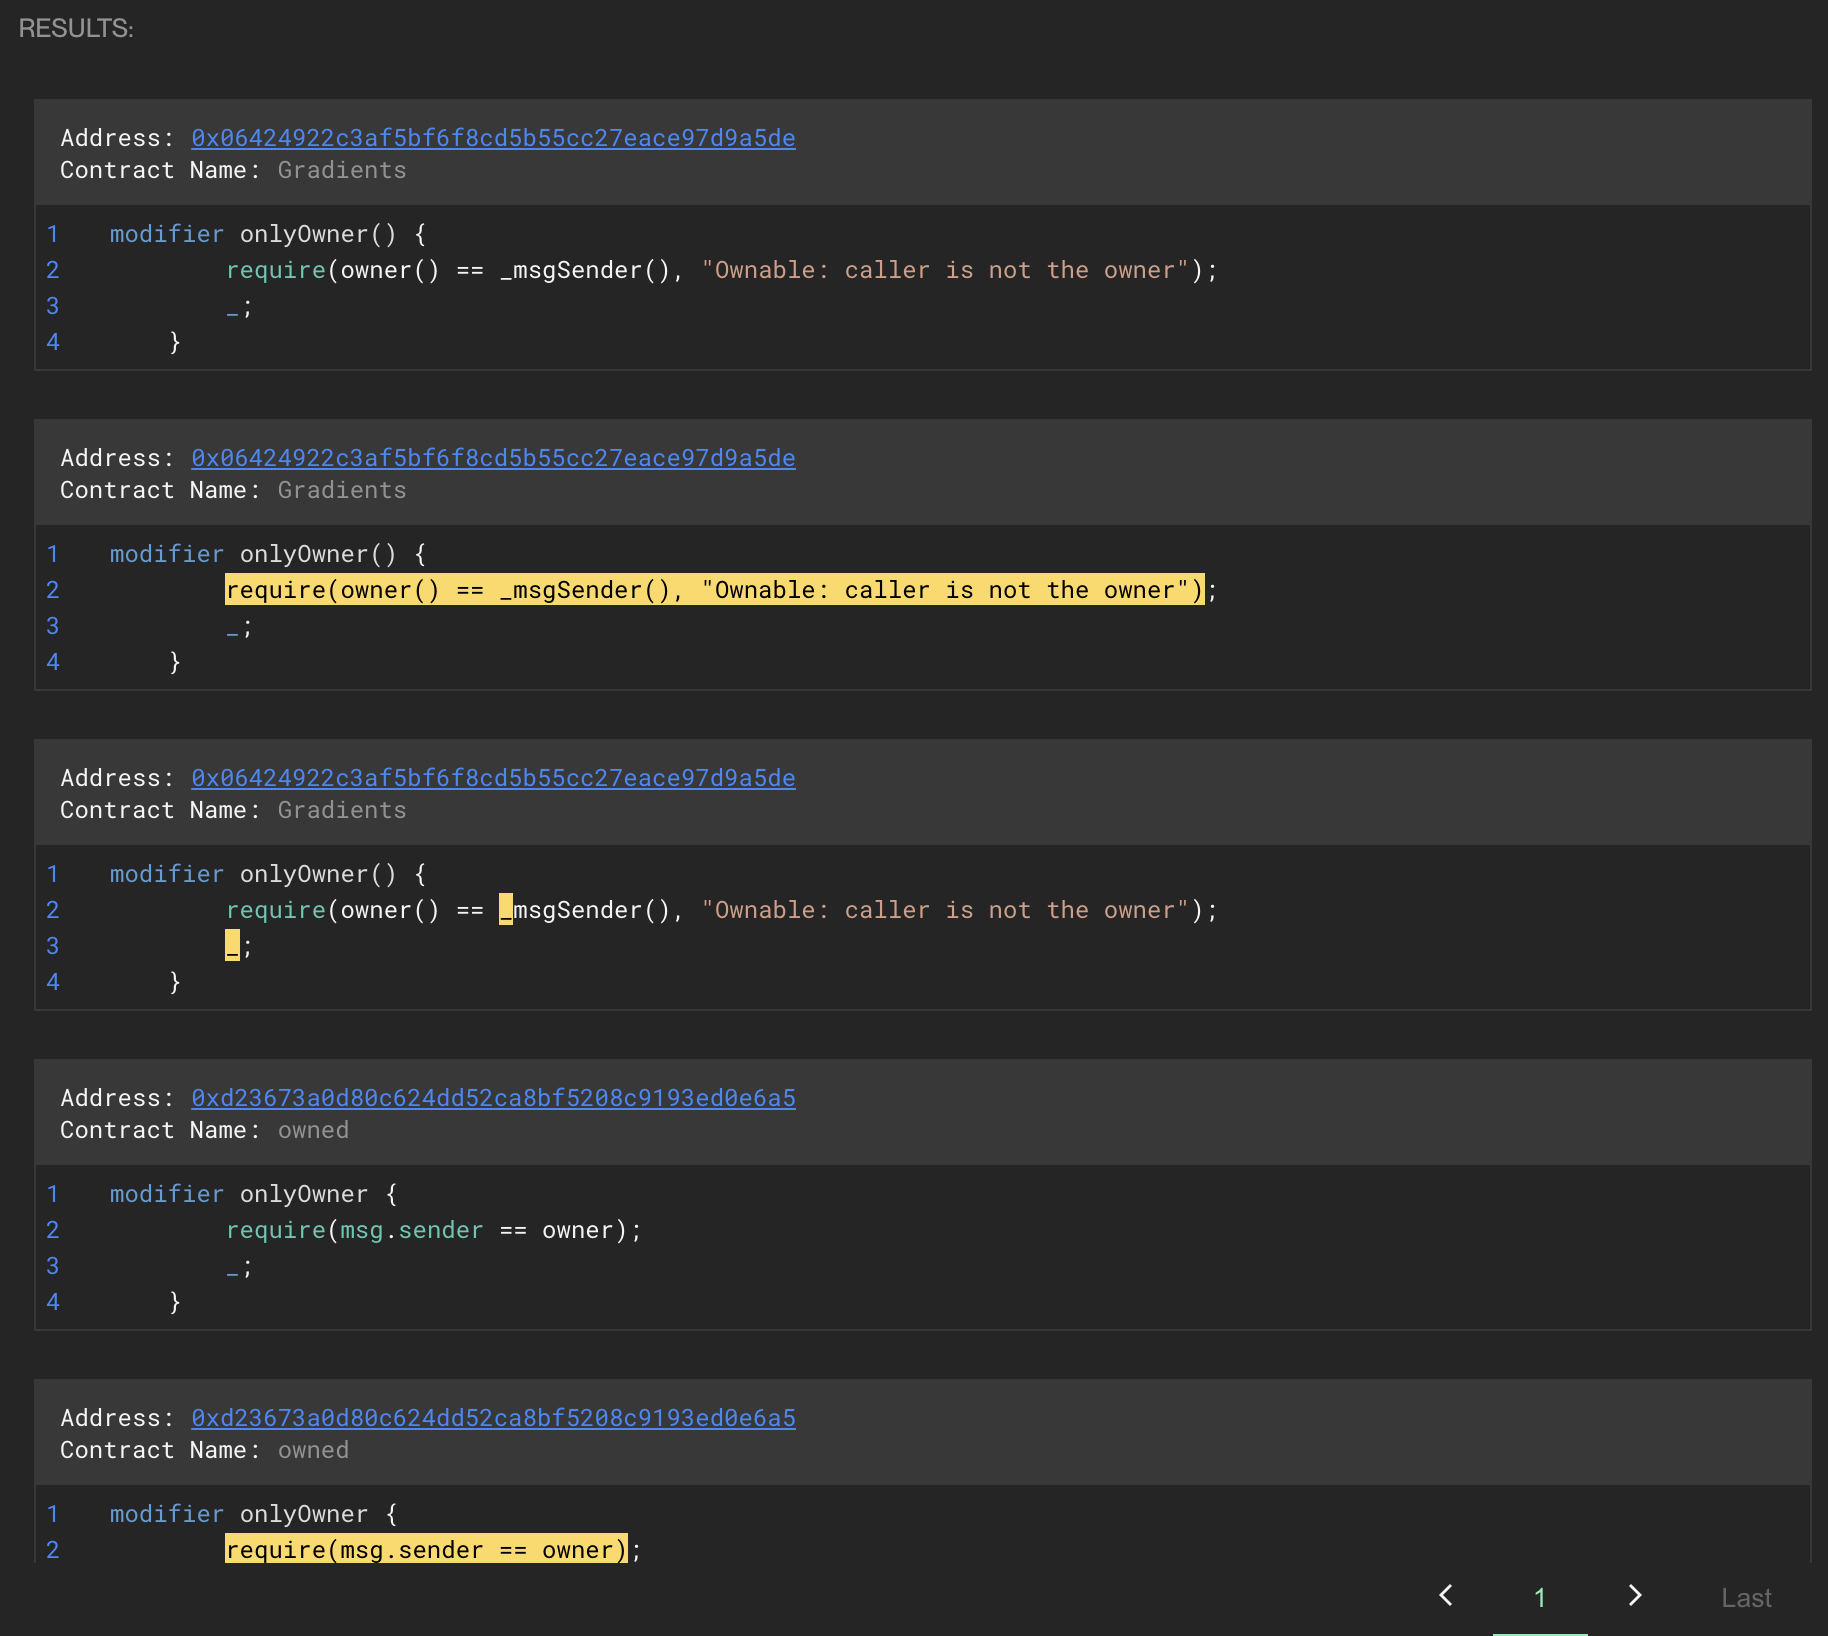 RESULTS:
Address: 0x06424922c3af5bf6f8cd5b55cc27eace97d9a5de
Contract Name: Gradients
1 modifier onlyOwner() {
2 require(owner() == _msgSender(), "Ownable: caller is not the owner");
3 _;
4 }
Address: 0x06424922c3af5bf6f8cd5b55cc27eace97d9a5de
Contract Name: Gradients
1 modifier onlyOwner() {
2 require(owner() == _msgSender(), "Ownable: caller is not the owner");
3 _;
4 }
Address: 0x06424922c3af5bf6f8cd5b55cc27eace97d9a5de
Contract Name: Gradients
1 modifier onlyOwner() {
2 require(owner() == _msgSender(), "Ownable: caller is not the owner");
3 _;
4 }
Address: 0xd23673a0d80c624dd52ca8bf5208c9193ed0e6a5
Contract Name: owned
1 modifier onlyOwner {
2 require(msg.sender == owner);
3 _;
4 }
Address: 0xd23673a0d80c624dd52ca8bf5208c9193ed0e6a5
Contract Name: owned
1 modifier onlyOwner {
2 require(msg.sender == owner);
1 Last